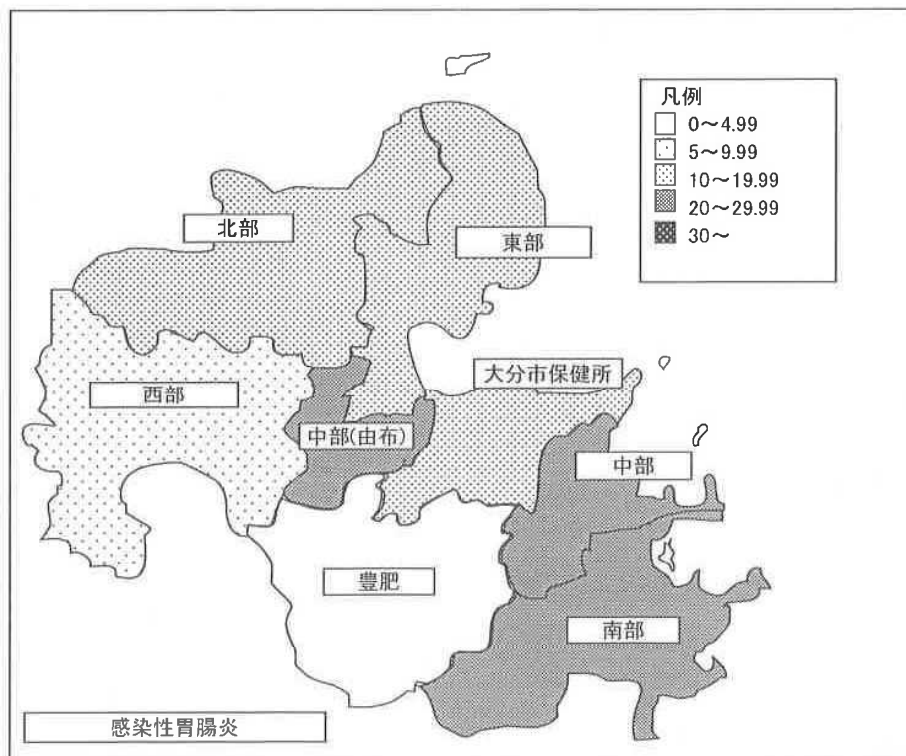 凡例
0～4.99
5～9.99
10～19.99
20～29.99
30～
北部
東部
大分市保健所
西部
中部(由布)
中部
豊肥
南部
感染性胃腸炎